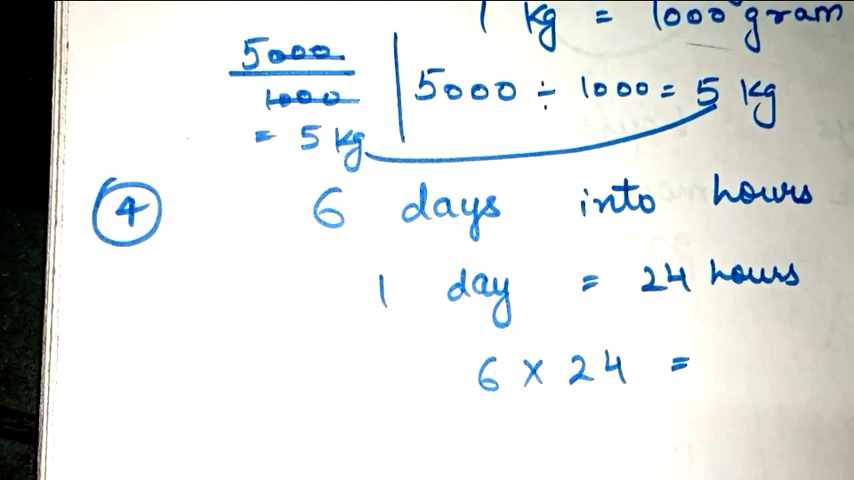 1 kg = 1000 gram
5000
1000
= 5 kg
5000 ÷ 1000 = 5 kg
4 6 days into hours
1 day = 24 hours
6 x 24 =